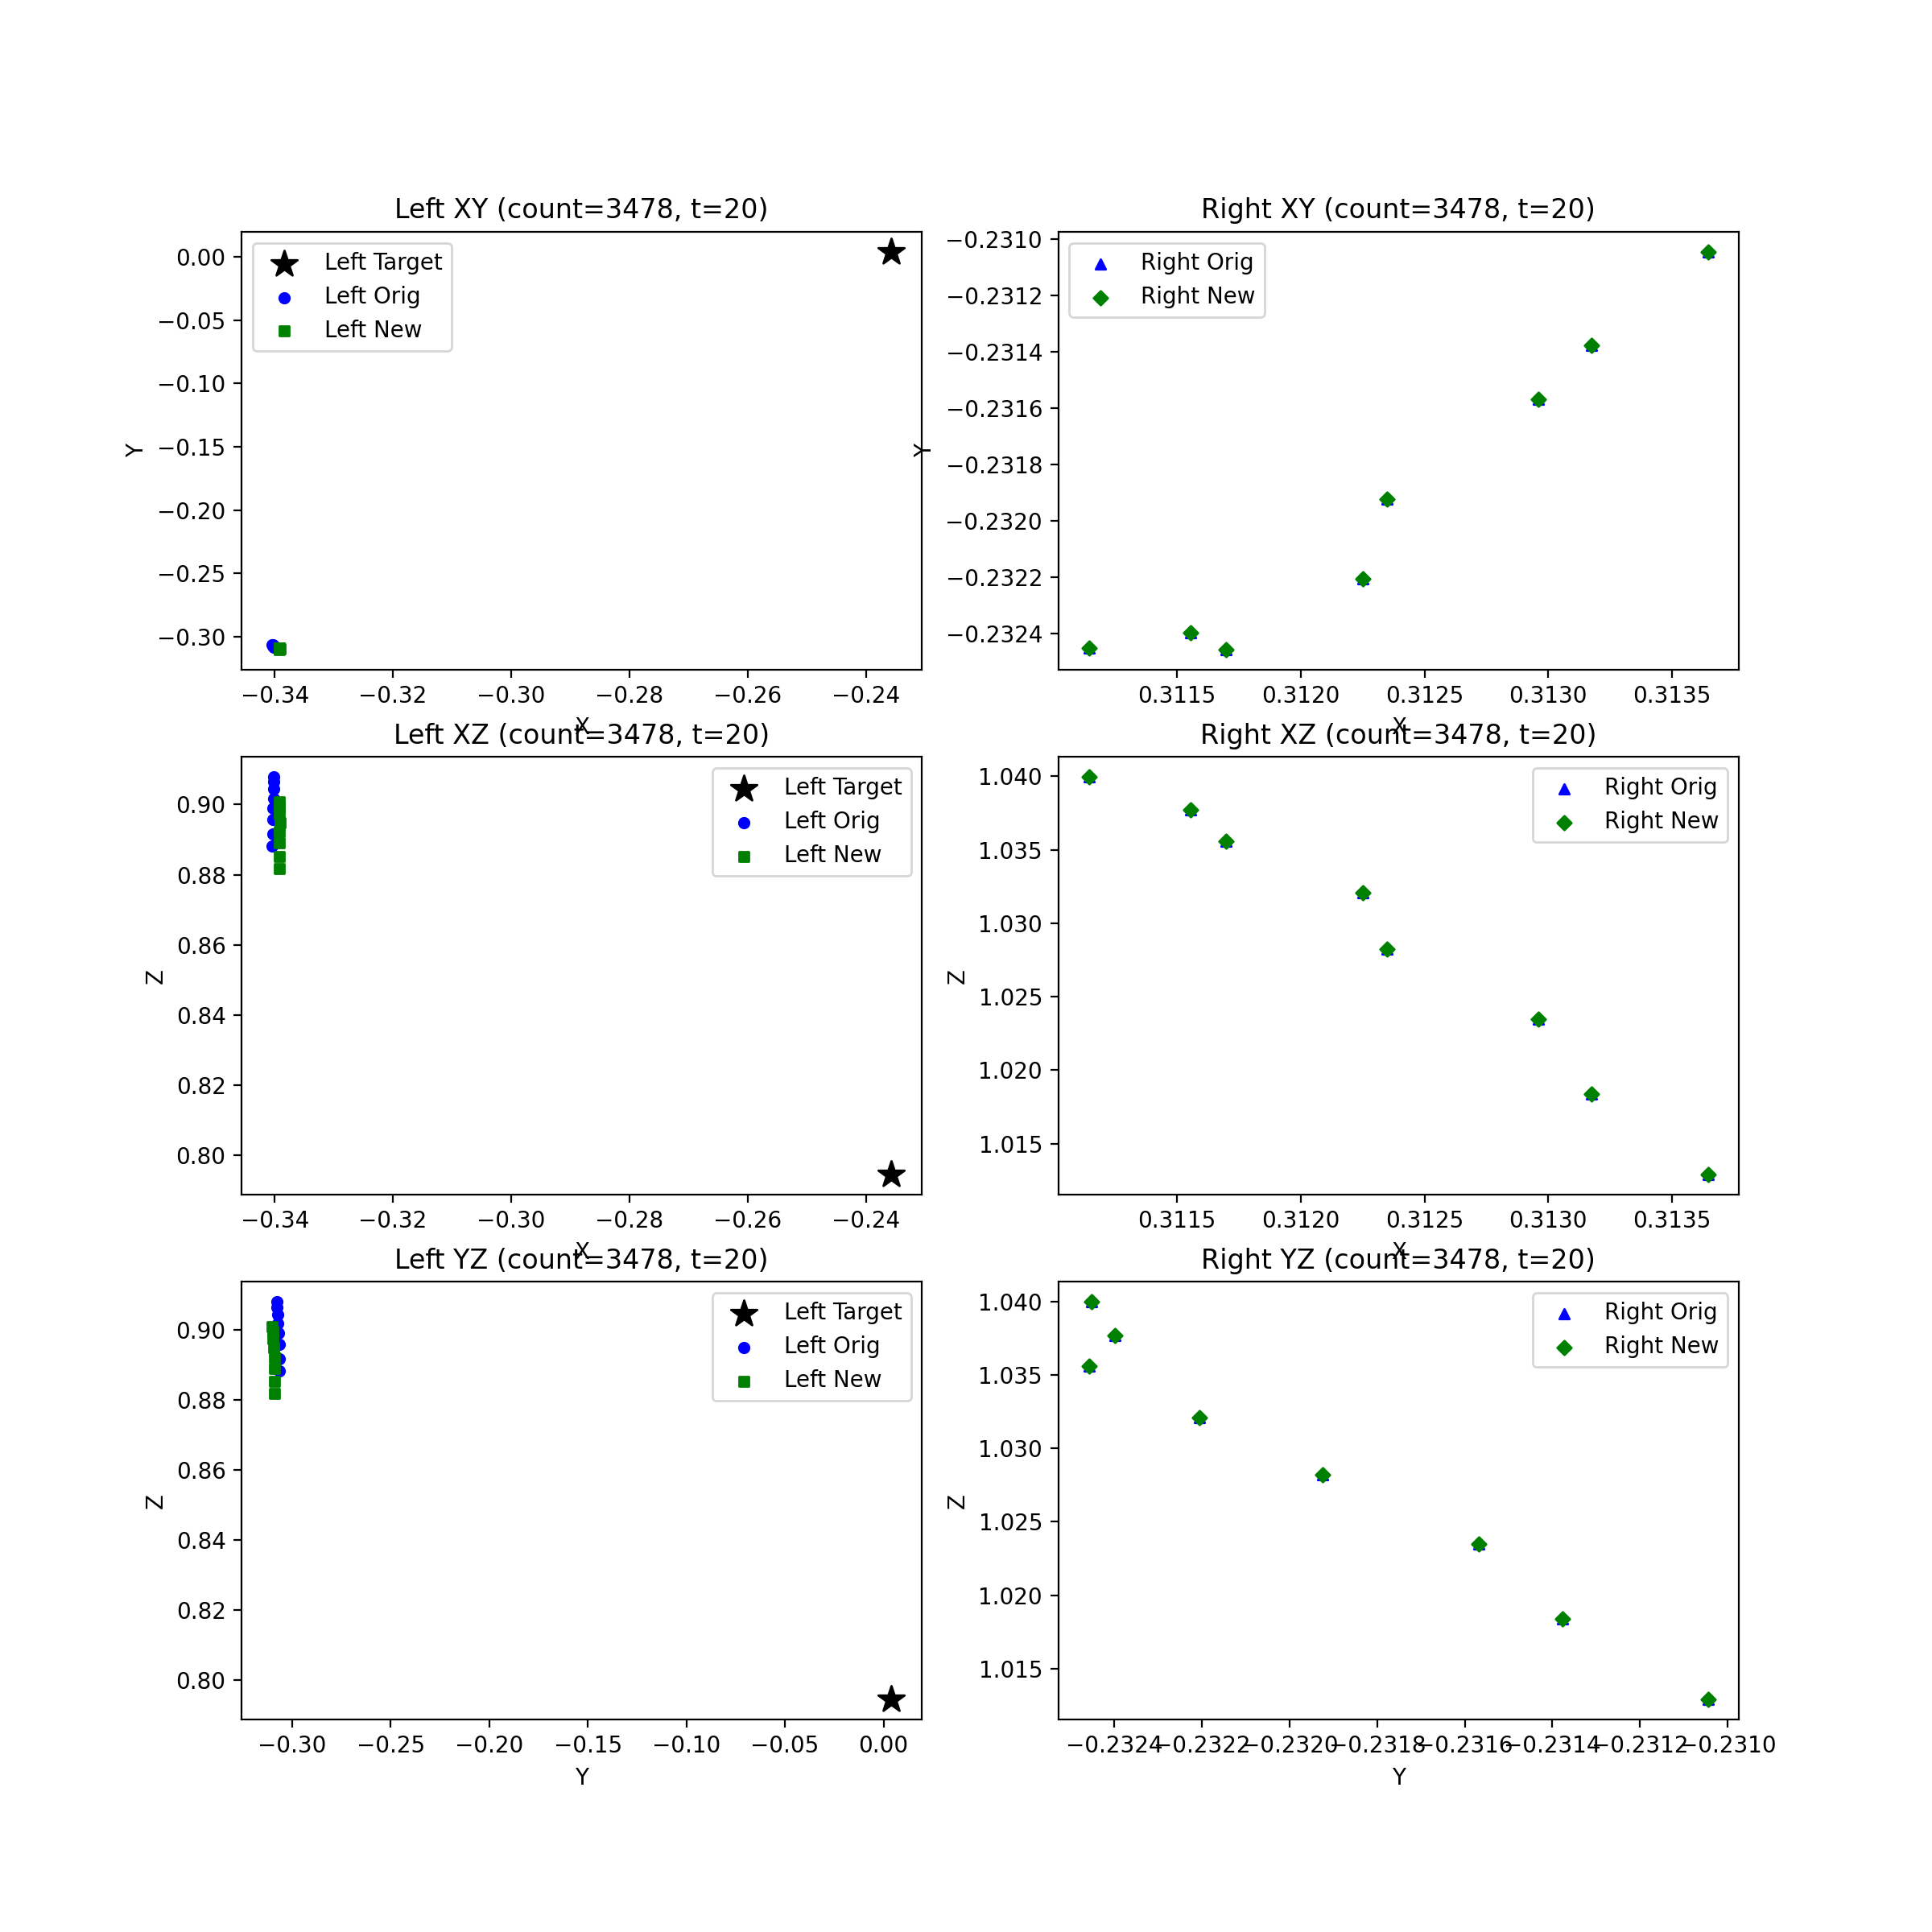 Left XY (count=3478, t=20)
Left Target
Left Orig
Left New
0.00
−0.05
−0.10
−0.15
−0.20
−0.25
−0.30
Y
−0.34
−0.32
−0.30
−0.28
−0.26
−0.24
X
Right XY (count=3478, t=20)
Right Orig
Right New
−0.2310
−0.2312
−0.2314
−0.2316
−0.2318
−0.2320
−0.2322
−0.2324
Y
0.3115
0.3120
0.3125
0.3130
0.3135
X
Left XZ (count=3478, t=20)
Left Target
Left Orig
Left New
0.90
0.88
0.86
0.84
0.82
0.80
Z
−0.34
−0.32
−0.30
−0.28
−0.26
−0.24
X
Right XZ (count=3478, t=20)
Right Orig
Right New
1.040
1.035
1.030
1.025
1.020
1.015
Z
0.3115
0.3120
0.3125
0.3130
0.3135
X
Left YZ (count=3478, t=20)
Left Target
Left Orig
Left New
0.90
0.88
0.86
0.84
0.82
0.80
Z
−0.30
−0.25
−0.20
−0.15
−0.10
−0.05
0.00
Y
Right YZ (count=3478, t=20)
Right Orig
Right New
1.040
1.035
1.030
1.025
1.020
1.015
Z
−0.2324
−0.2322
−0.2320
−0.2318
−0.2316
−0.2314
−0.2312
−0.2310
Y